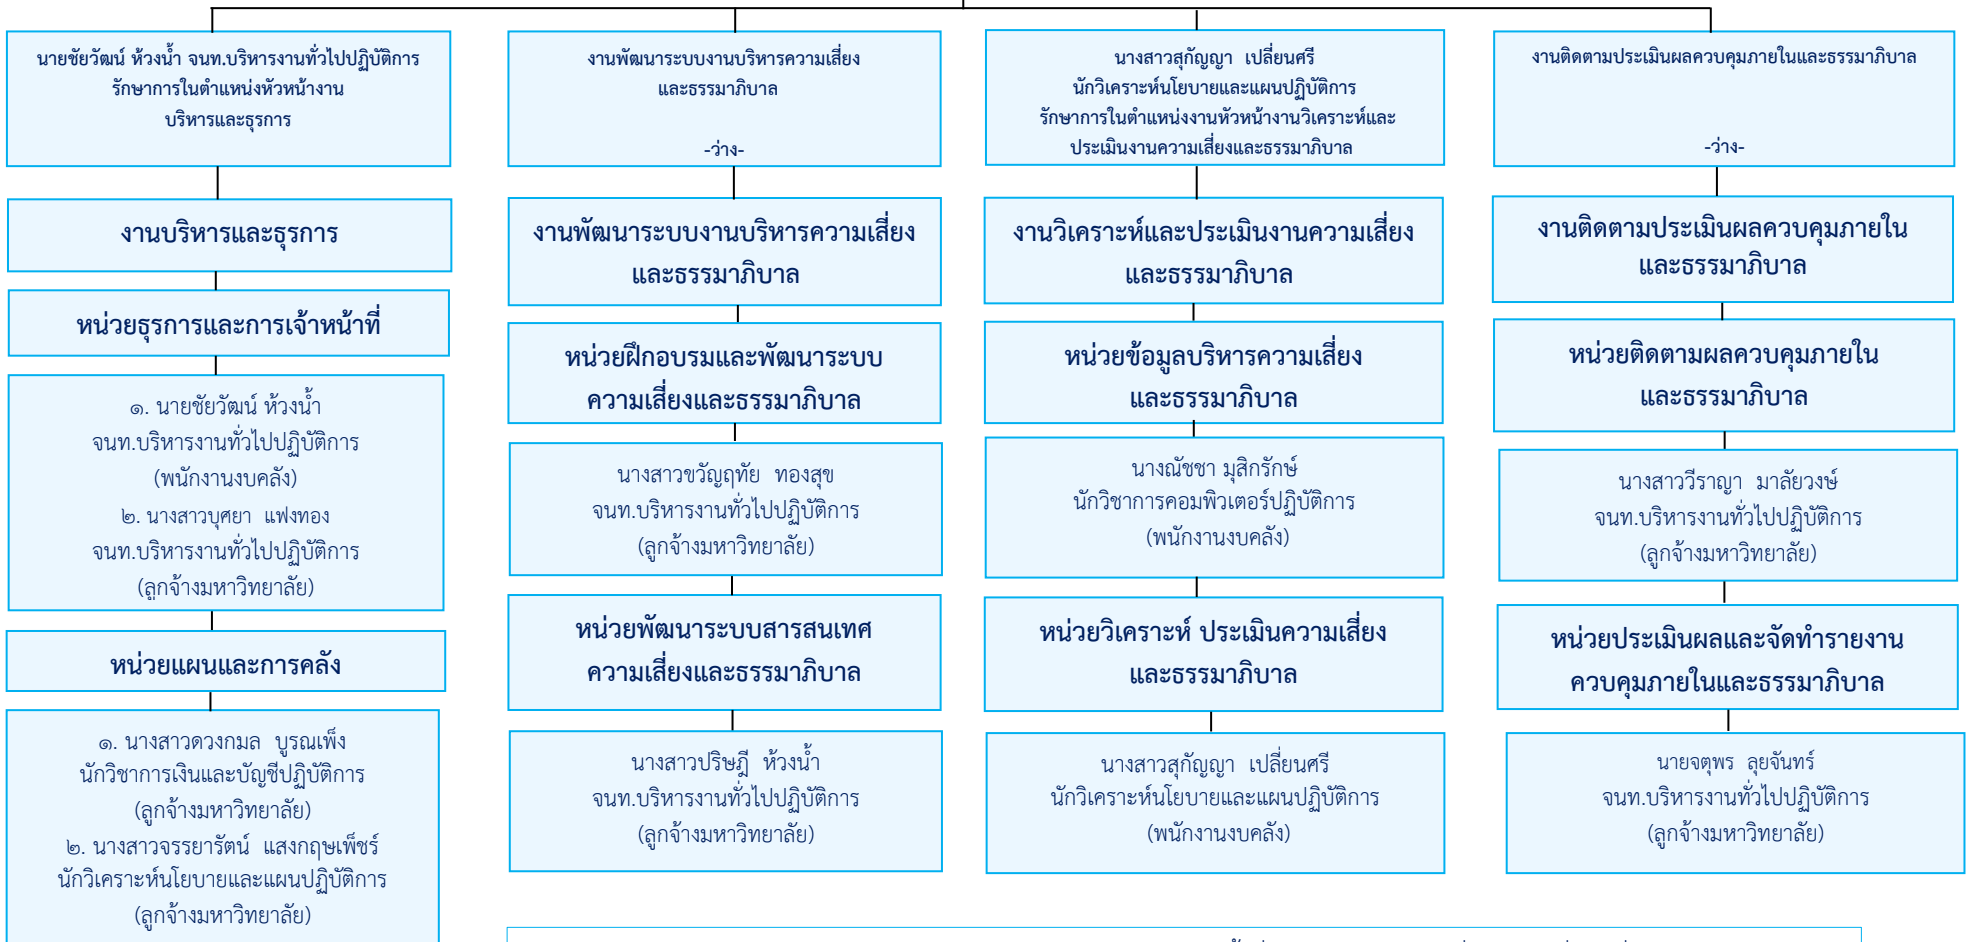 นายชัยวัฒน์ ห้วงน้ำ จนท.บริหารงานทั่วไปปฏิบัติการ
รักษาการในตำแหน่งหัวหน้างาน
บริหารและธุรการ
งานบริหารและธุรการ
หน่วยธุรการและการเจ้าหน้าที่
๑. นายชัยวัฒน์ ห้วงน้ำ
จนท.บริหารงานทั่วไปปฏิบัติการ
(พนักงานงบคลัง)
๒. นางสาวบุศยา แฟงทอง
จนท.บริหารงานทั่วไปปฏิบัติการ
(ลูกจ้างมหาวิทยาลัย)
หน่วยแผนและการคลัง
๑. นางสาวดวงกมล บูรณเพ็ง
นักวิชาการเงินและบัญชีปฏิบัติการ
(ลูกจ้างมหาวิทยาลัย)
๒. นางสาวจรรยารัตน์ แสงกฤษเพ็ชร์
นักวิเคราะห์นโยบายและแผนปฏิบัติการ
(ลูกจ้างมหาวิทยาลัย)
งานพัฒนาระบบงานบริหารความเสี่ยง
และธรรมาภิบาล
-ว่าง-
งานพัฒนาระบบงานบริหารความเสี่ยง
และธรรมาภิบาล
หน่วยฝึกอบรมและพัฒนาระบบ
ความเสี่ยงและธรรมาภิบาล
นางสาวขวัญฤทัย ทองสุข
จนท.บริหารงานทั่วไปปฏิบัติการ
(ลูกจ้างมหาวิทยาลัย)
หน่วยพัฒนาระบบสารสนเทศ
ความเสี่ยงและธรรมาภิบาล
นางสาวปริษฎี ห้วงน้ำ
จนท.บริหารงานทั่วไปปฏิบัติการ
(ลูกจ้างมหาวิทยาลัย)
นางสาวสุกัญญา เปลี่ยนศรี
นักวิเคราะห์นโยบายและแผนปฏิบัติการ
รักษาการในตำแหน่งงานหัวหน้างานวิเคราะห์และ
ประเมินงานความเสี่ยงและธรรมาภิบาล
งานวิเคราะห์และประเมินงานความเสี่ยง
และธรรมาภิบาล
หน่วยข้อมูลบริหารความเสี่ยง
และธรรมาภิบาล
นางณัชชา มุสิกรักษ์
นักวิชาการคอมพิวเตอร์ปฏิบัติการ
(พนักงานงบคลัง)
หน่วยวิเคราะห์ ประเมินความเสี่ยง
และธรรมาภิบาล
นางสาวสุกัญญา เปลี่ยนศรี
นักวิเคราะห์นโยบายและแผนปฏิบัติการ
(พนักงานงบคลัง)
งานติดตามประเมินผลควบคุมภายในและธรรมาภิบาล
-ว่าง-
งานติดตามประเมินผลควบคุมภายใน
และธรรมาภิบาล
หน่วยติดตามผลควบคุมภายใน
และธรรมาภิบาล
นางสาววีราญา มาลัยวงษ์
จนท.บริหารงานทั่วไปปฏิบัติการ
(ลูกจ้างมหาวิทยาลัย)
หน่วยประเมินผลและจัดทำรายงาน
ควบคุมภายในและธรรมาภิบาล
นายจตุพร ลุยจันทร์
จนท.บริหารงานทั่วไปปฏิบัติการ
(ลูกจ้างมหาวิทยาลัย)